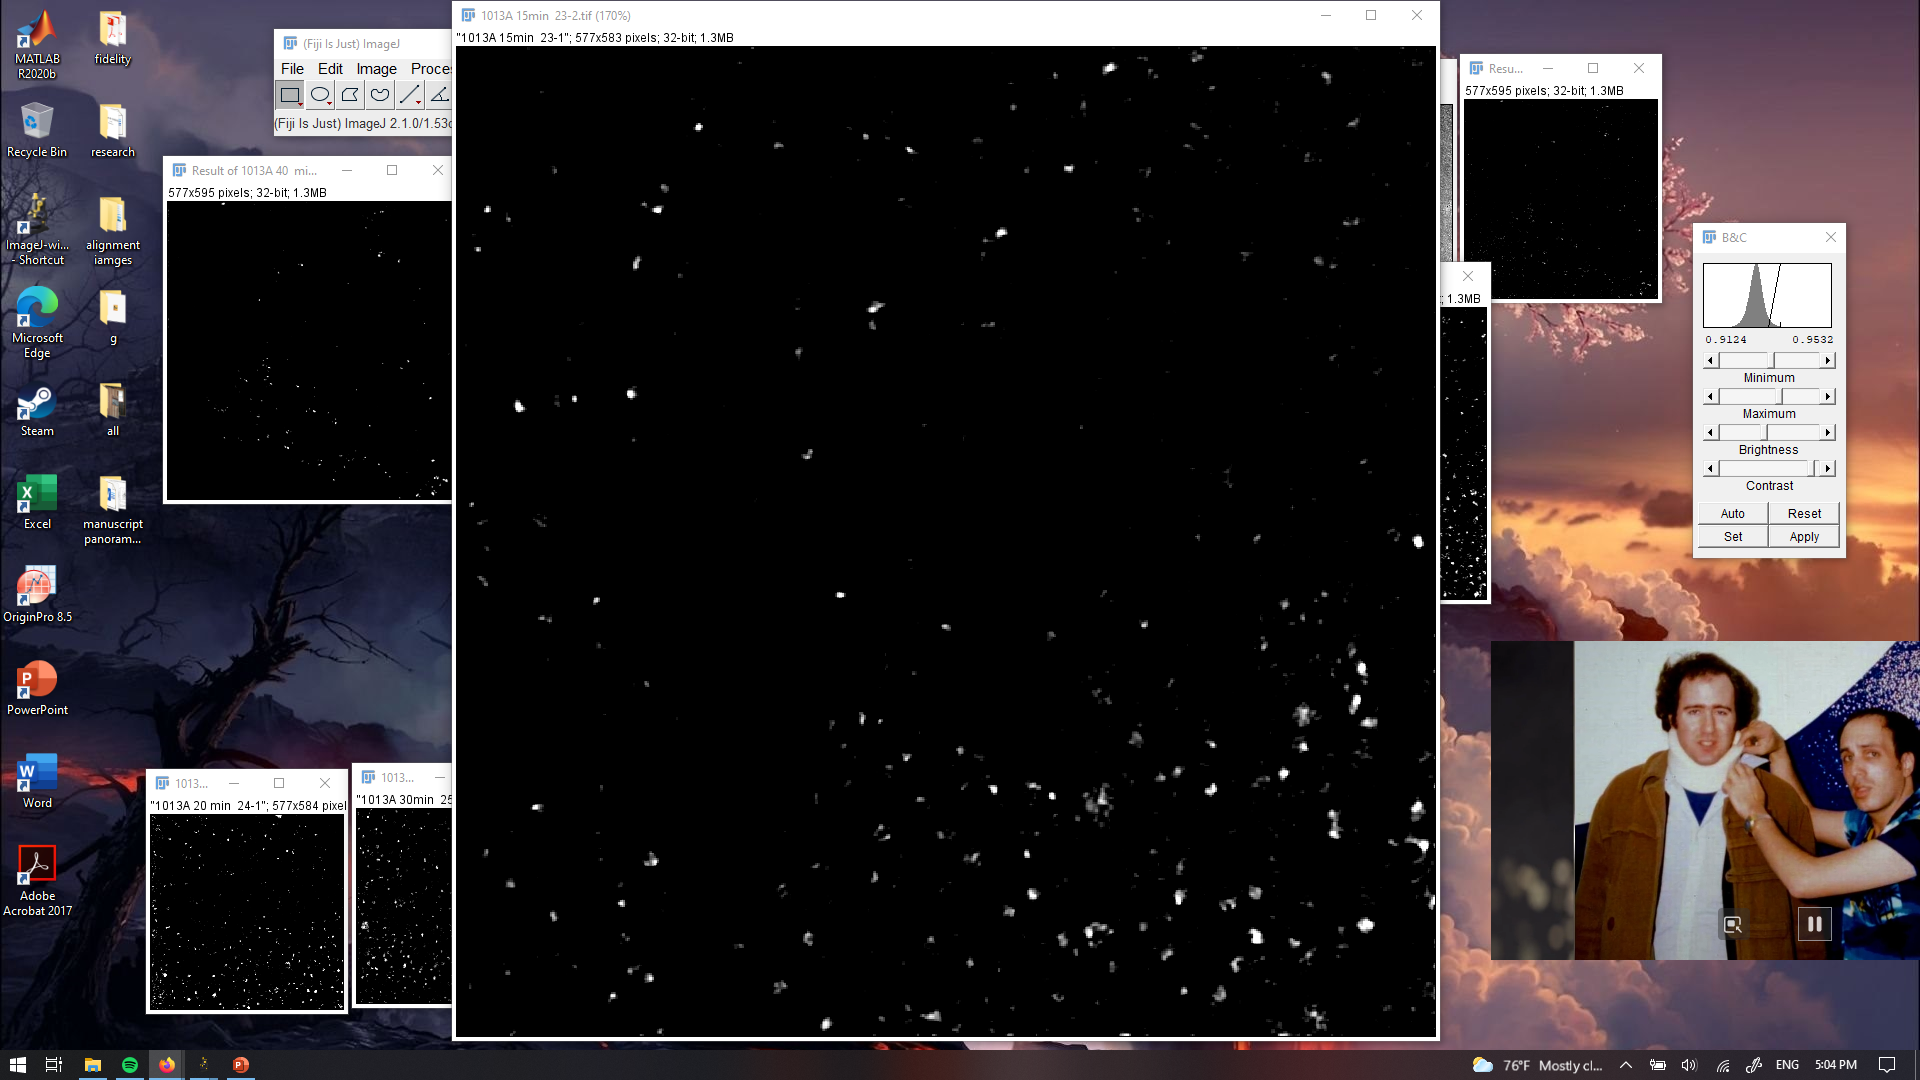 MATLAB
R2020b
fidelity
Recycle Bin
research
ImageJ-wi...
- Shortcut
alignment
iamges
Microsoft
Edge
g
Steam
all
Excel
manuscript
panoram...
OriginPro 8.5
PowerPoint
Word
Adobe
Acrobat 2017
(Fiji Is Just) ImageJ
File Edit Image Proces
(Fiji Is Just) ImageJ 2.1.0/1.53c
Result of 1013A 40 mi...
577x595 pixels; 32-bit; 1.3MB
1013A 15min 23-2.tif (170%)
"1013A 15min 23-1"; 577x583 pixels; 32-bit; 1.3MB
Resu...
577x595 pixels; 32-bit; 1.3MB
; 1.3MB
B&C
0.9124 0.9532
Minimum
Maximum
Brightness
Contrast
Auto Reset
Set Apply
1013...
"1013A 20 min 24-1"; 577x584 pixel
1013...
"1013A 30min 25
76°F Mostly cl...
ENG
5:04 PM